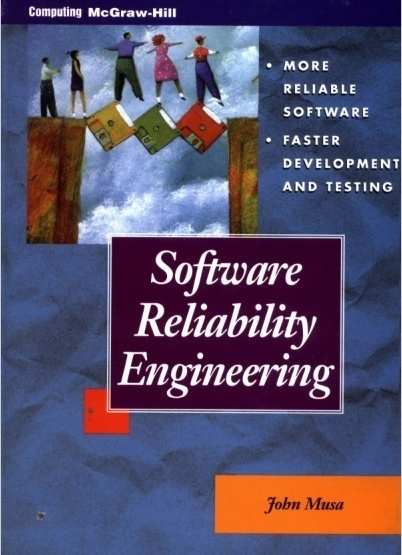 Computing McGraw-Hill
• MORE
RELIABLE
SOFTWARE
• FASTER
DEVELOPMENT
AND TESTING
Software
Reliability
Engineering
John Musa